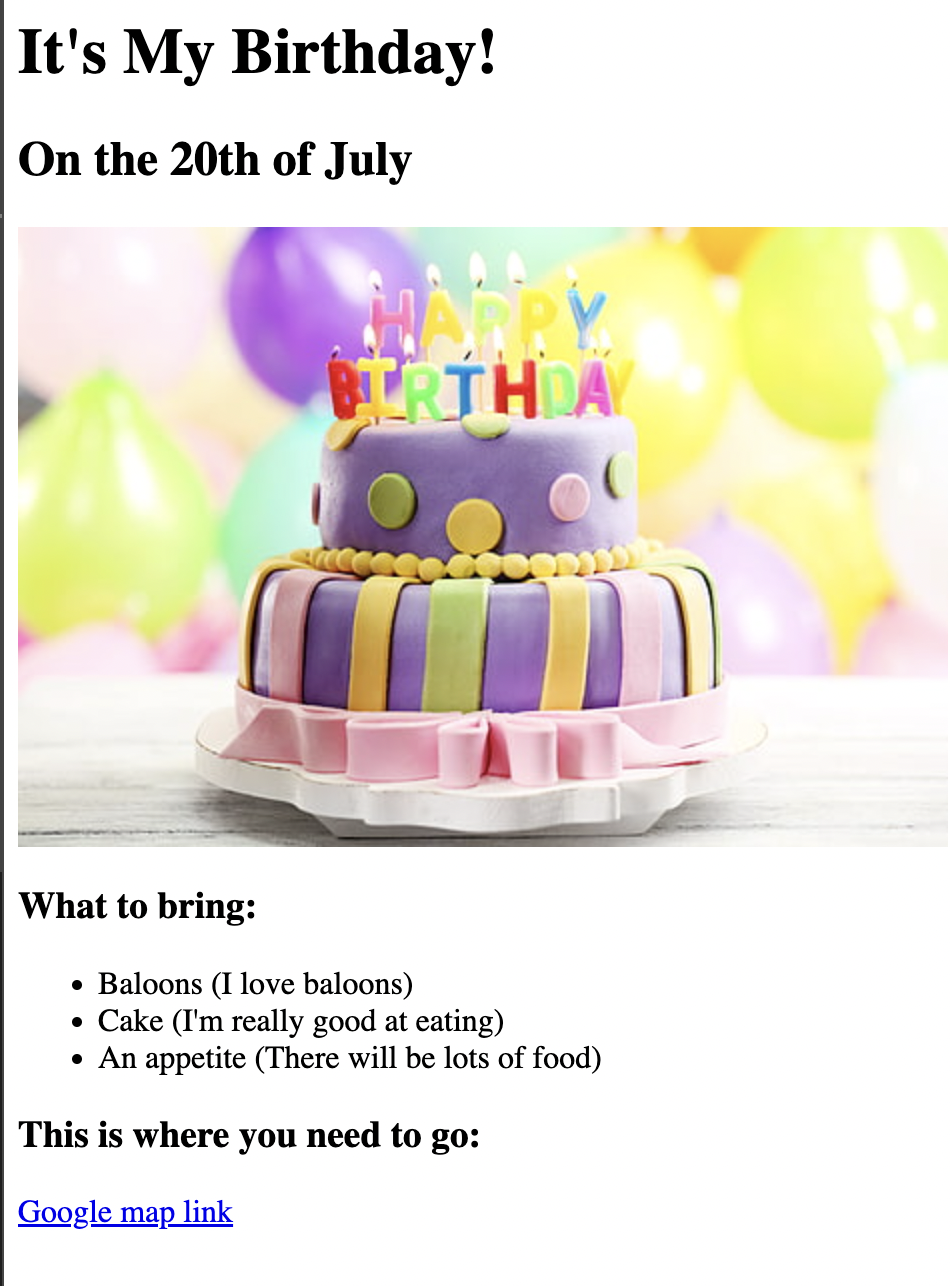 It's My Birthday!
On the 20th of July
HAPPY
BIRTHDAY
What to bring:
Baloons (I love baloons)
Cake (I'm really good at eating)
An appetite (There will be lots of food)
This is where you need to go:
Google map link